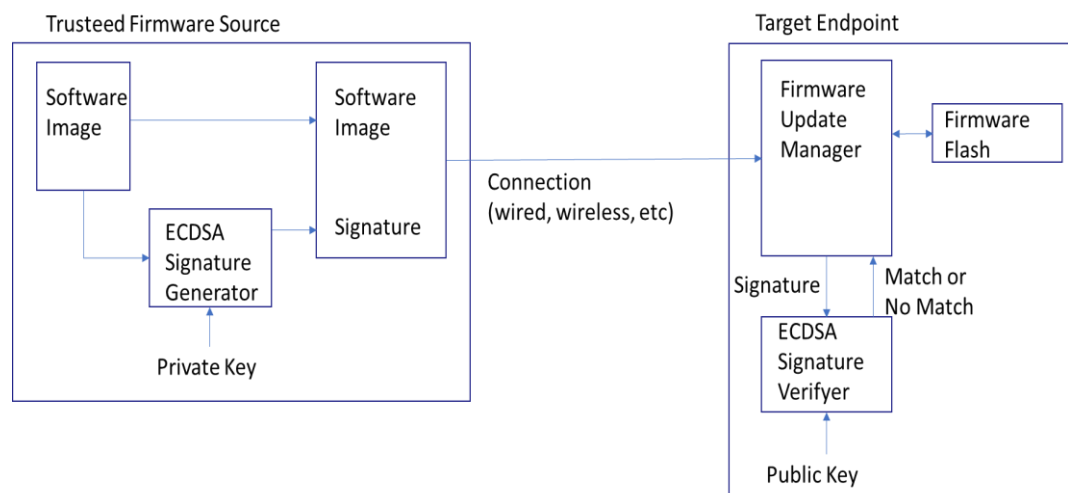 Trusteed Firmware Source
Software
Image
Software
Image
Signature
ECDSA
Signature
Generator
Private Key
Connection
(wired, wireless, etc)
Target Endpoint
Firmware
Update
Manager
Firmware
Flash
Signature
Match or
No Match
ECDSA
Signature
Verifyer
Public Key